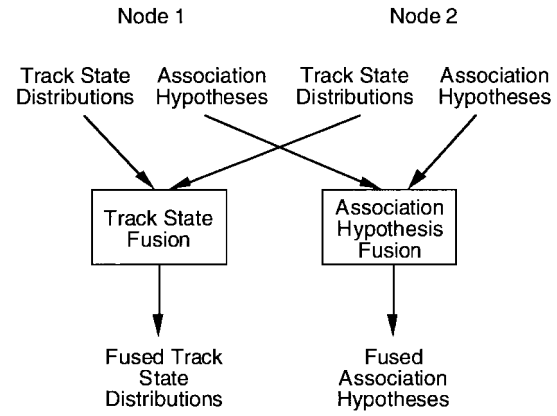 Node 1
Node 2
Track State
Distributions
Association
Hypotheses
Track State
Distributions
Association
Hypotheses
Track State
Fusion
Association
Hypothesis
Fusion
Fused Track
State
Distributions
Fused
Association
Hypotheses